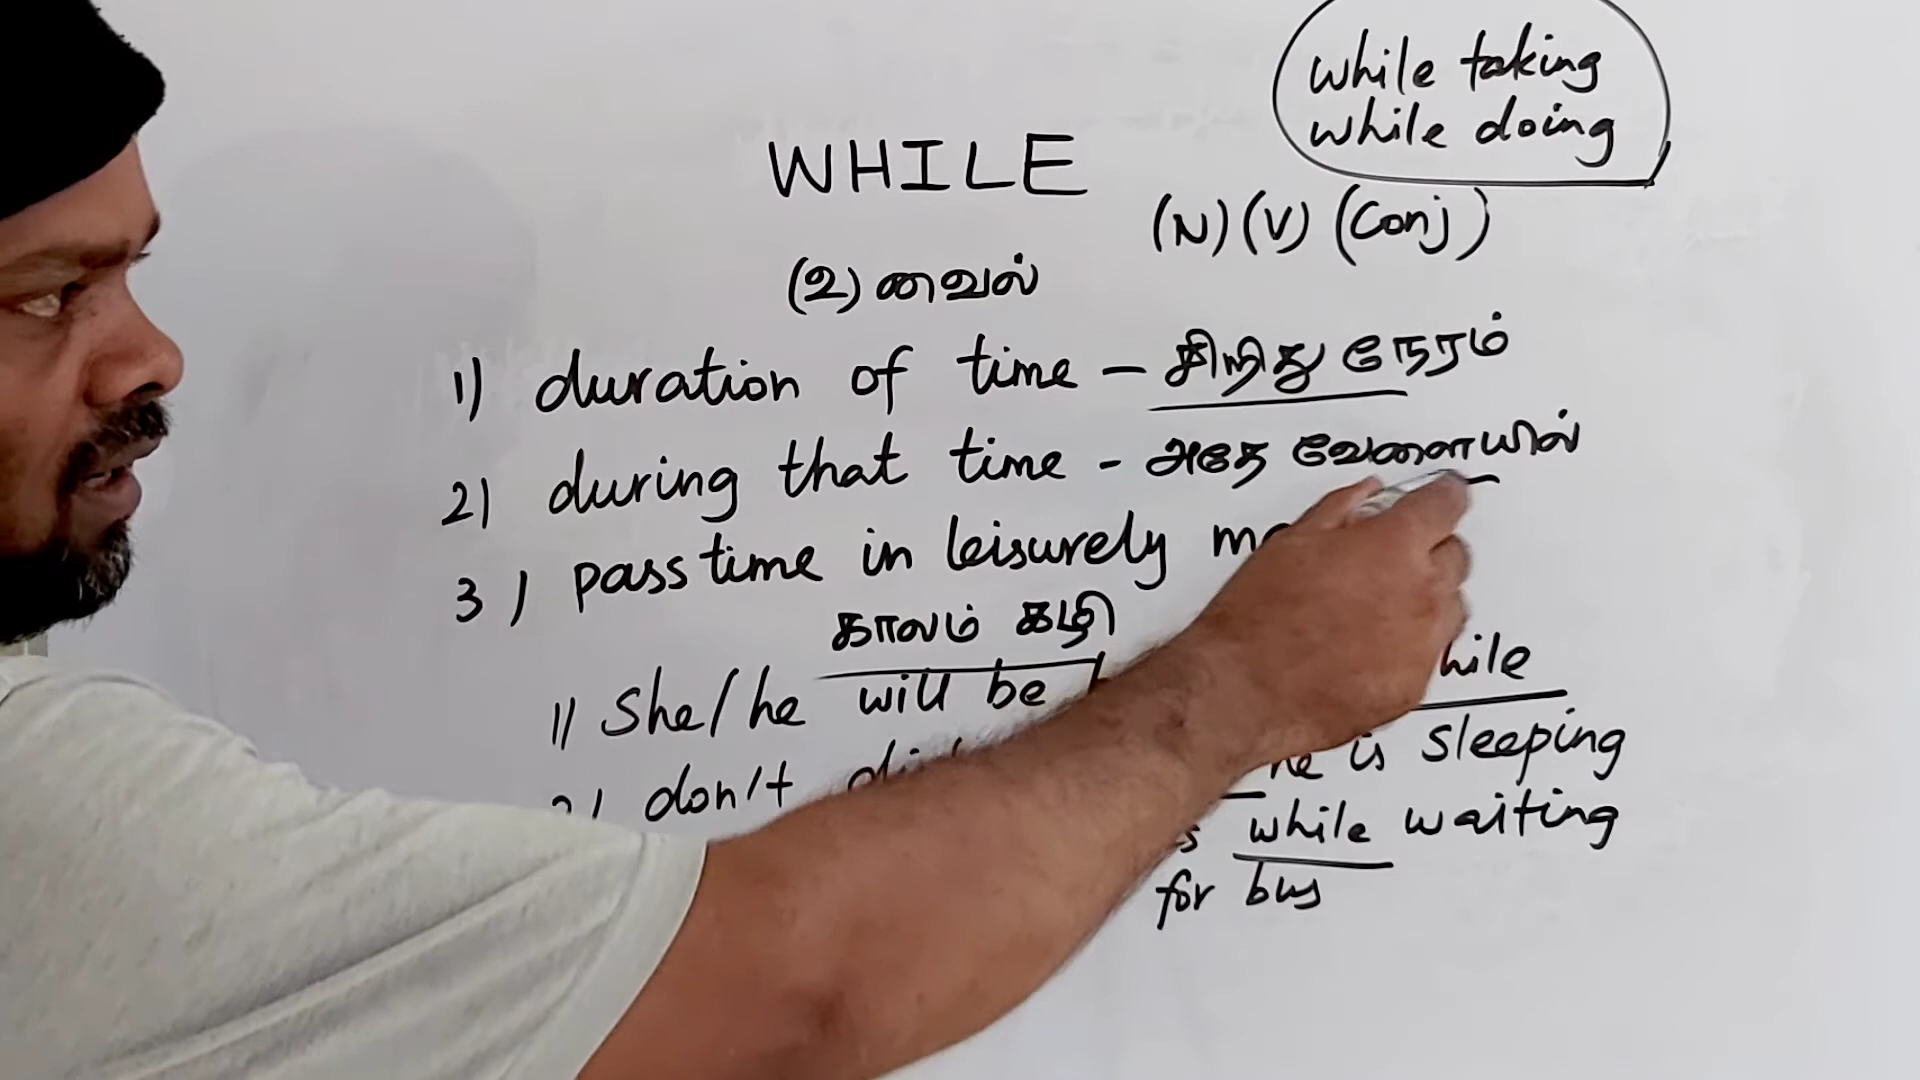 while taking
while doing
WHILE
(N) (V) (Conj)
(உ)வைல்
1) duration of time – சிறிது நேரம்
2) during that time - அதே வேளையில்
3) pass time in leisurely
காலம் கழி
1) She/he will be
don't he is sleeping
while waiting
for bus